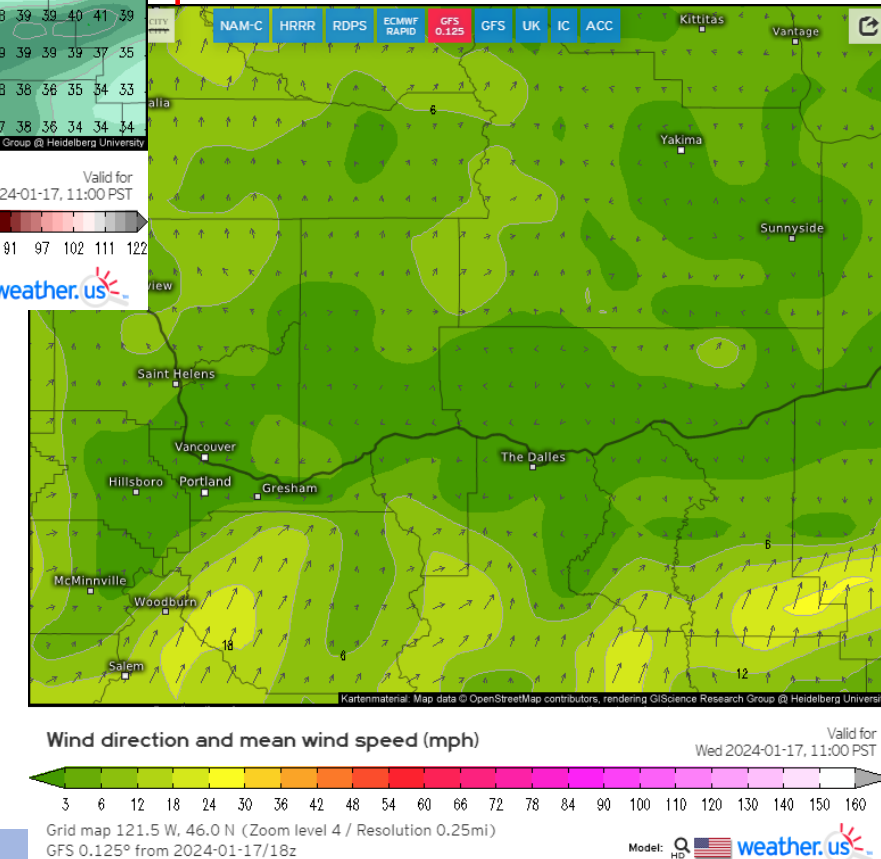 8 39 39 40 41 39
9 39 39 39 37 35
8 38 36 35 34 33
7 38 36 34 34 34
Group @ Heidelberg University
Valid for
24-01-17, 11:00 PST
91 97 102 111 122
weather.us
CITY
CITY
NAM-C HRRR RDPS ECMWF RAPID GFS 0.125 GFS UK IC ACC
Kittitas
Vantage
alia
6
Yakima
Sunnyside
view
Saint Helens
Vancouver
The Dalles
Hillsboro Portland
Gresham
6
McMinnville
Woodburn
18
6
Salem
12
Kartenmaterial: Map data © OpenStreetMap contributors, rendering GIScience Research Group @ Heidelberg Universi
Wind direction and mean wind speed (mph)
Valid for
Wed 2024-01-17, 11:00 PST
3 6 12 18 24 30 36 42 48 54 60 66 72 78 84 90 100 110 120 130 140 150 160
Grid map 121.5 W, 46.0 N (Zoom level 4 / Resolution 0.25mi)
GFS 0.125° from 2024-01-17/18z
Model: HD weather.us